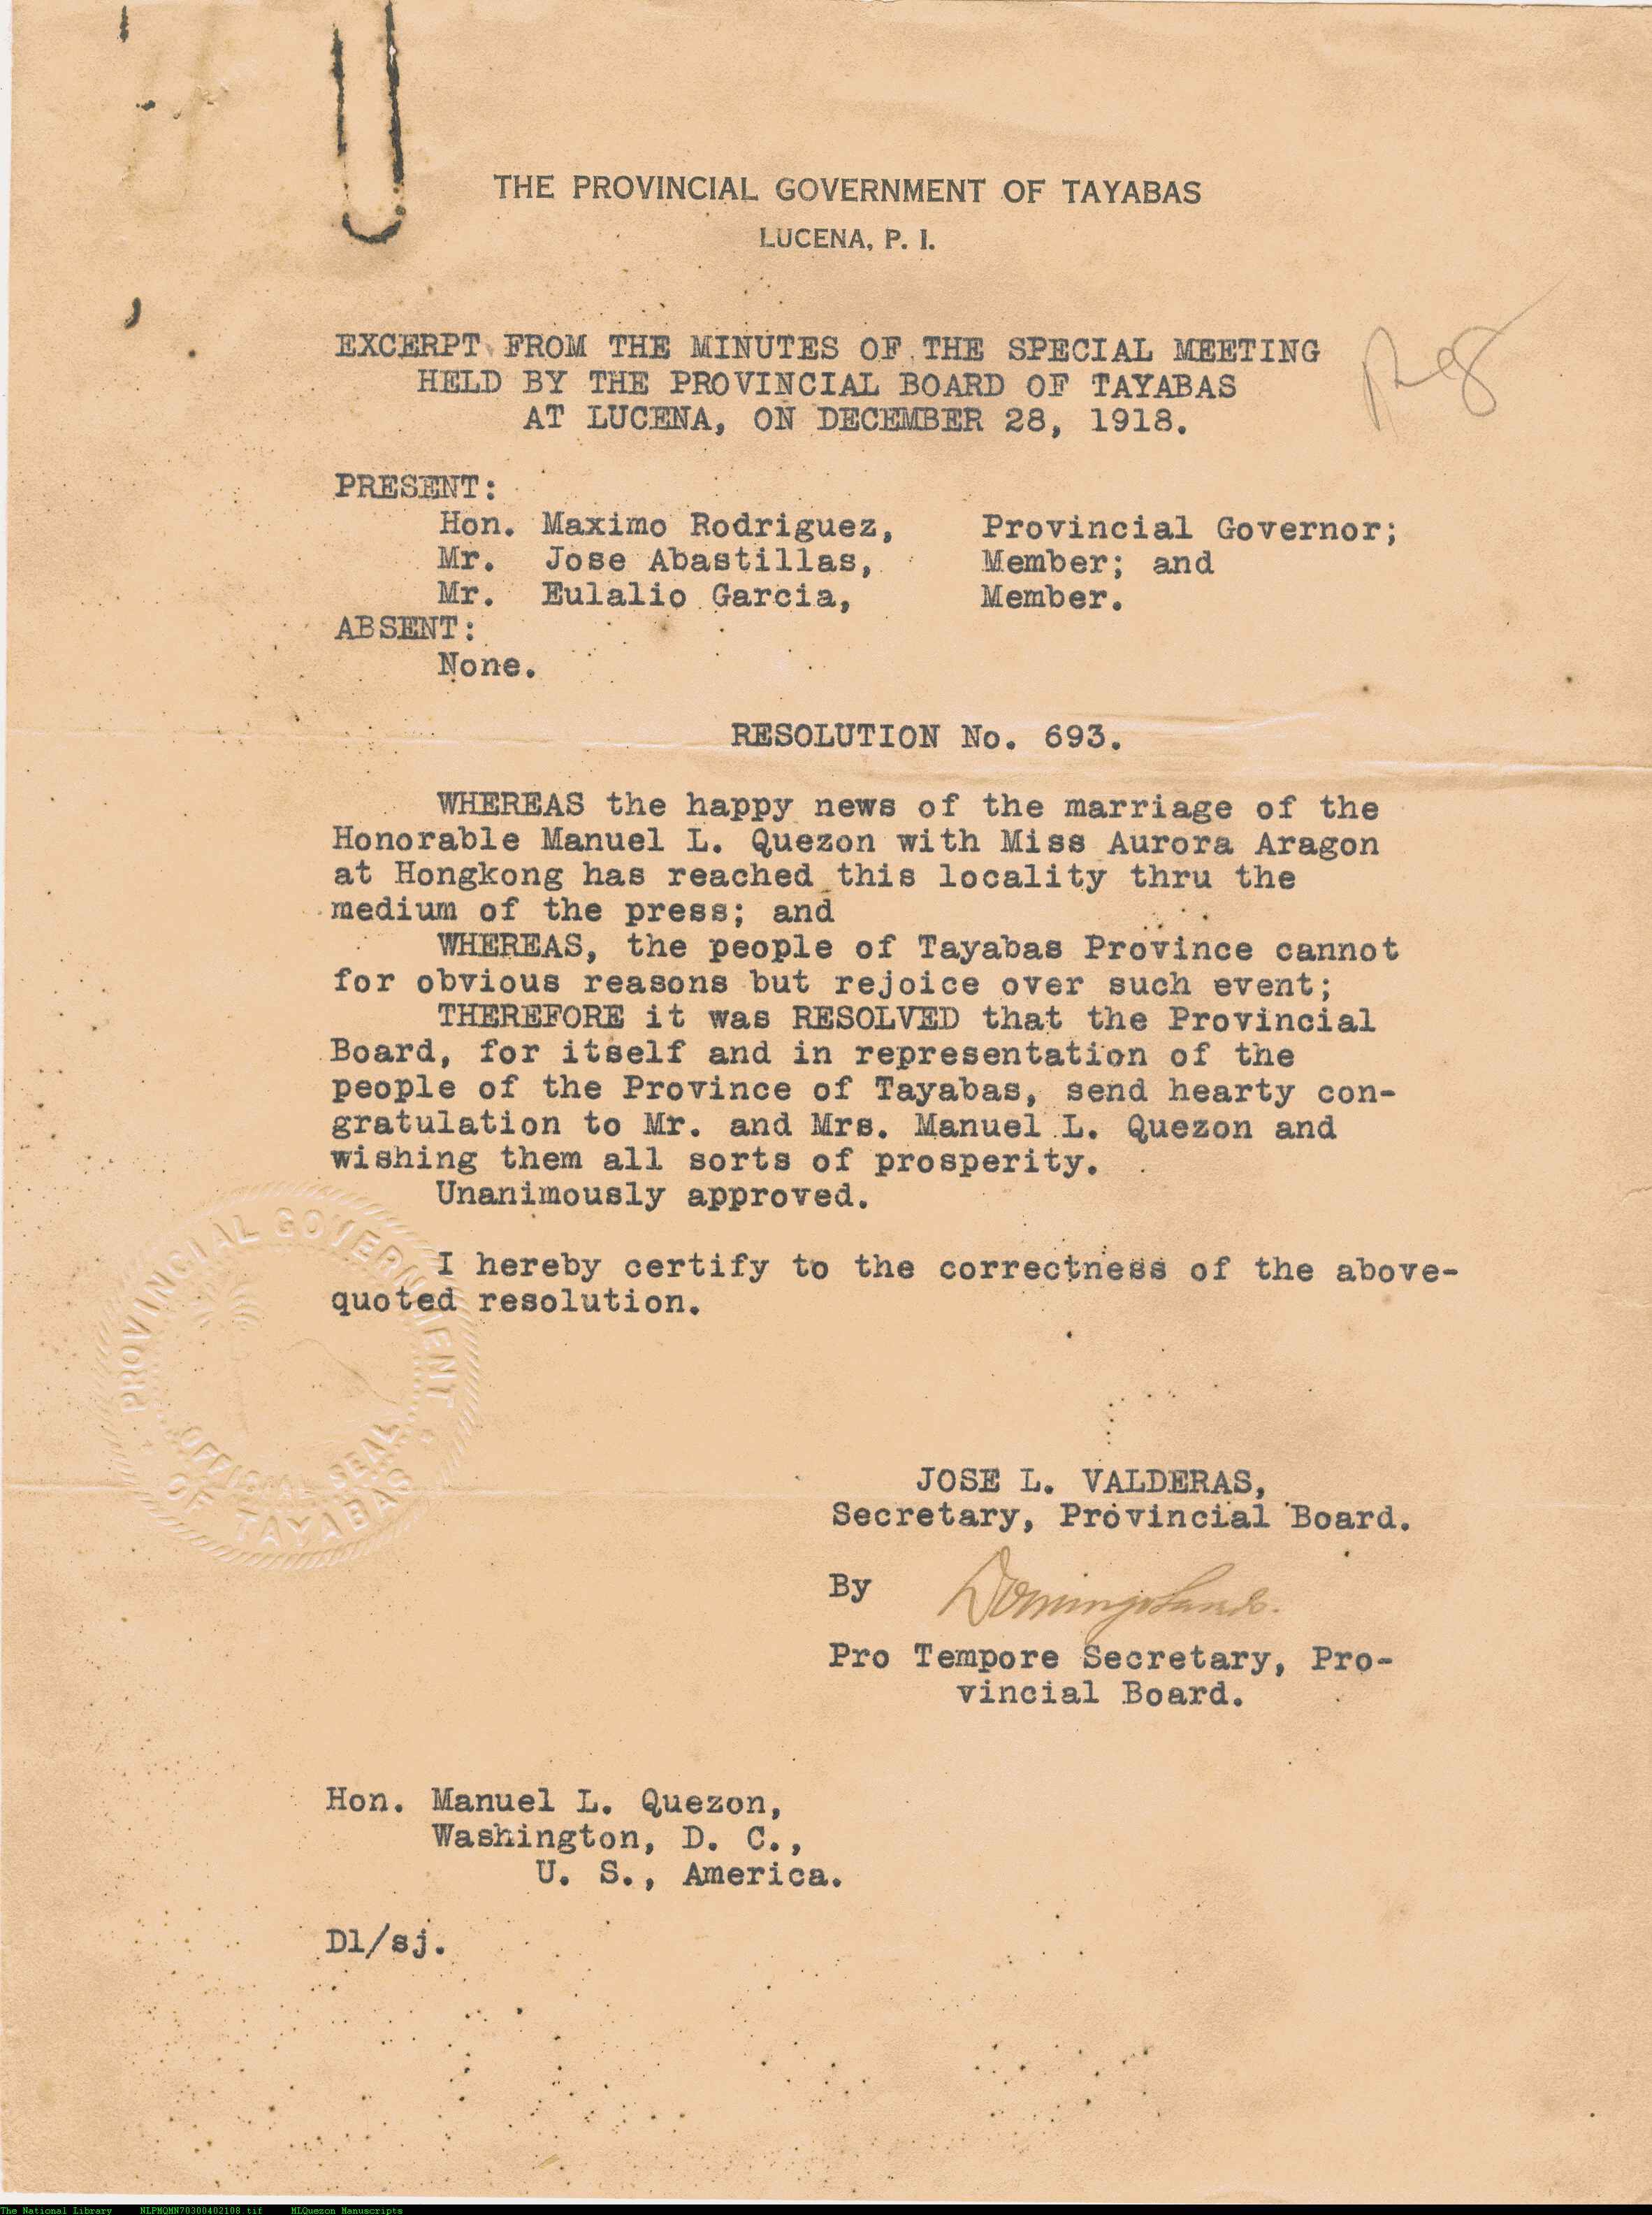 THE PROVINCIAL GOVERNMENT OF TAYABAS
LUCENA, P. I.
EXCERPT FROM THE MINUTES OF THE SPECIAL MEETING
HELD BY THE PROVINCIAL BOARD OF TAYABAS
AT LUCENA, ON DECEMBER 28, 1918.
PRESENT:
Hon. Maximo Rodriguez, Provincial Governor;
Mr. Jose Abastillas, Member; and
Mr. Eulalio Garcia, Member.
ABSENT:
None.
RESOLUTION No. 693.
WHEREAS the happy news of the marriage of the
Honorable Manuel L. Quezon with Miss Aurora Aragon
at Hongkong has reached this locality thru the
medium of the press; and
WHEREAS, the people of Tayabas Province cannot
for obvious reasons but rejoice over such event;
THEREFORE it was RESOLVED that the Provincial
Board, for itself and in representation of the
people of the Province of Tayabas, send hearty con-
gratulation to Mr. and Mrs. Manuel L. Quezon and
wishing them all sorts of prosperity.
Unanimously approved.
I hereby certify to the correctness of the above-
quoted resolution.
PROVINCIAL GOVERNMENT
OF TAYABAS
OFFICIAL SEAL
JOSE L. VALDERAS,
Secretary, Provincial Board.
By Domingo
Pro Tempore Secretary, Pro-
vincial Board.
Hon. Manuel L. Quezon,
Washington, D. C.,
U. S., America.
Dl/sj.
The National Library NLPMQMN70300402108.tif MLQuezon Manuscripts